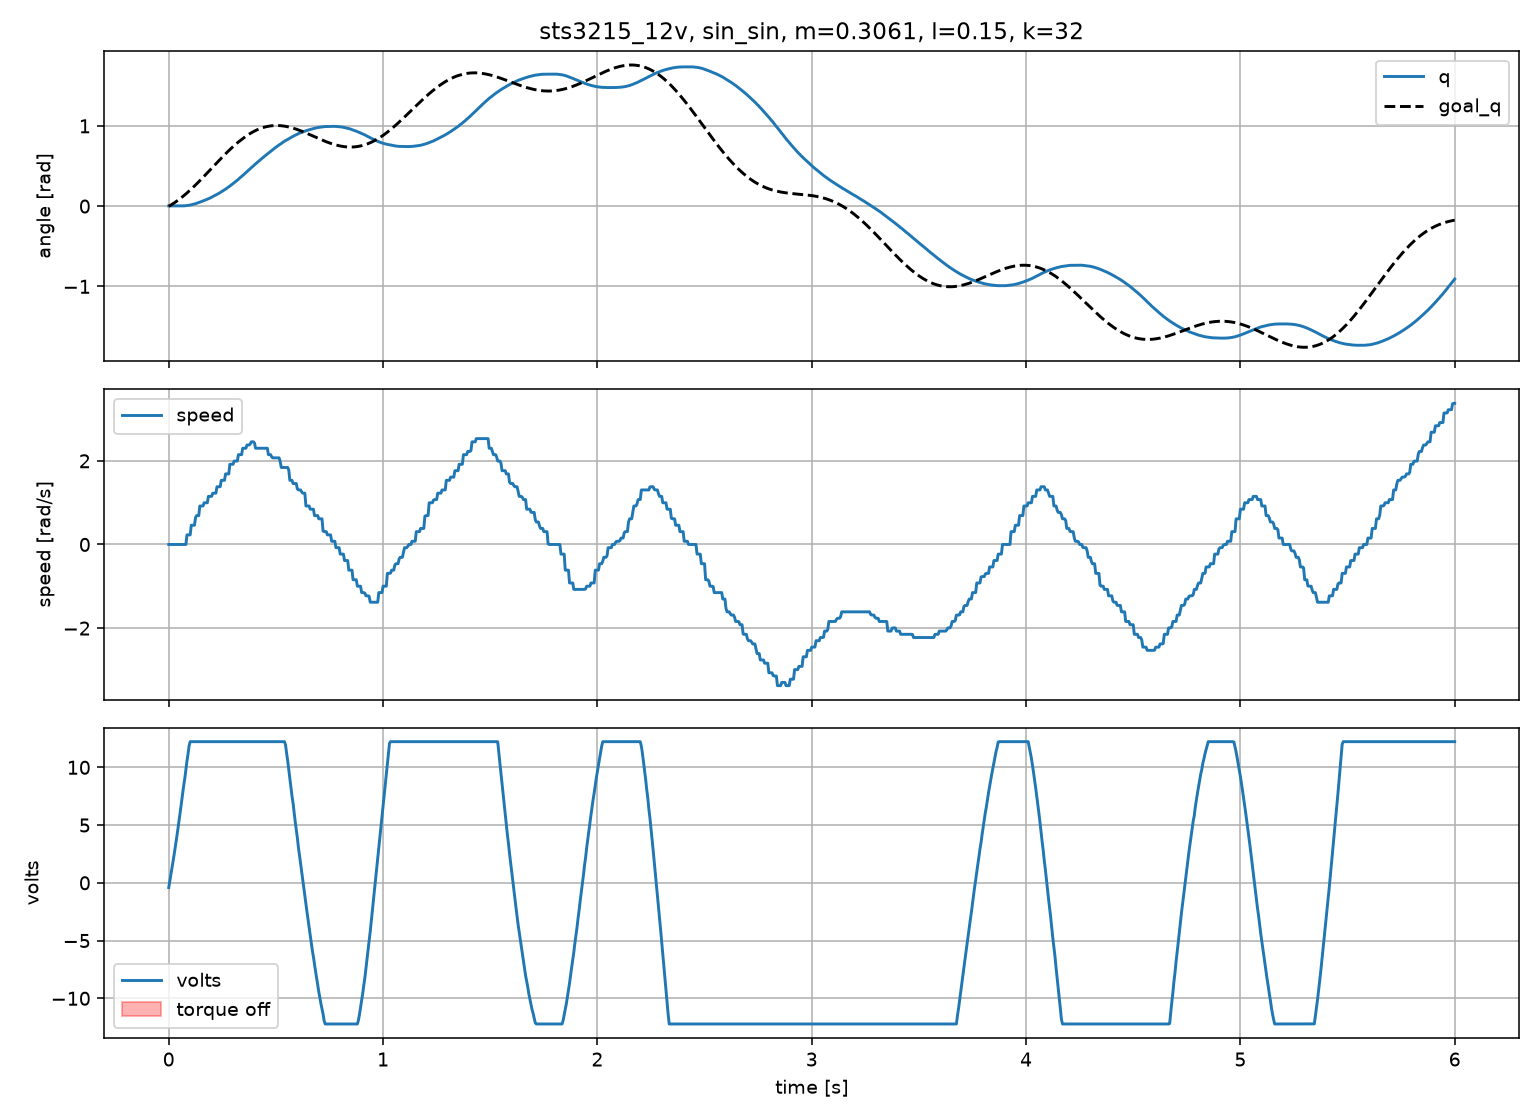 sts3215_12v, sin_sin, m=0.3061, l=0.15, k=32
angle [rad]
1
0
−1
q
goal_q
speed [rad/s]
2
0
−2
speed
volts
10
5
0
−5
−10
volts
torque off
0 1 2 3 4 5 6
time [s]